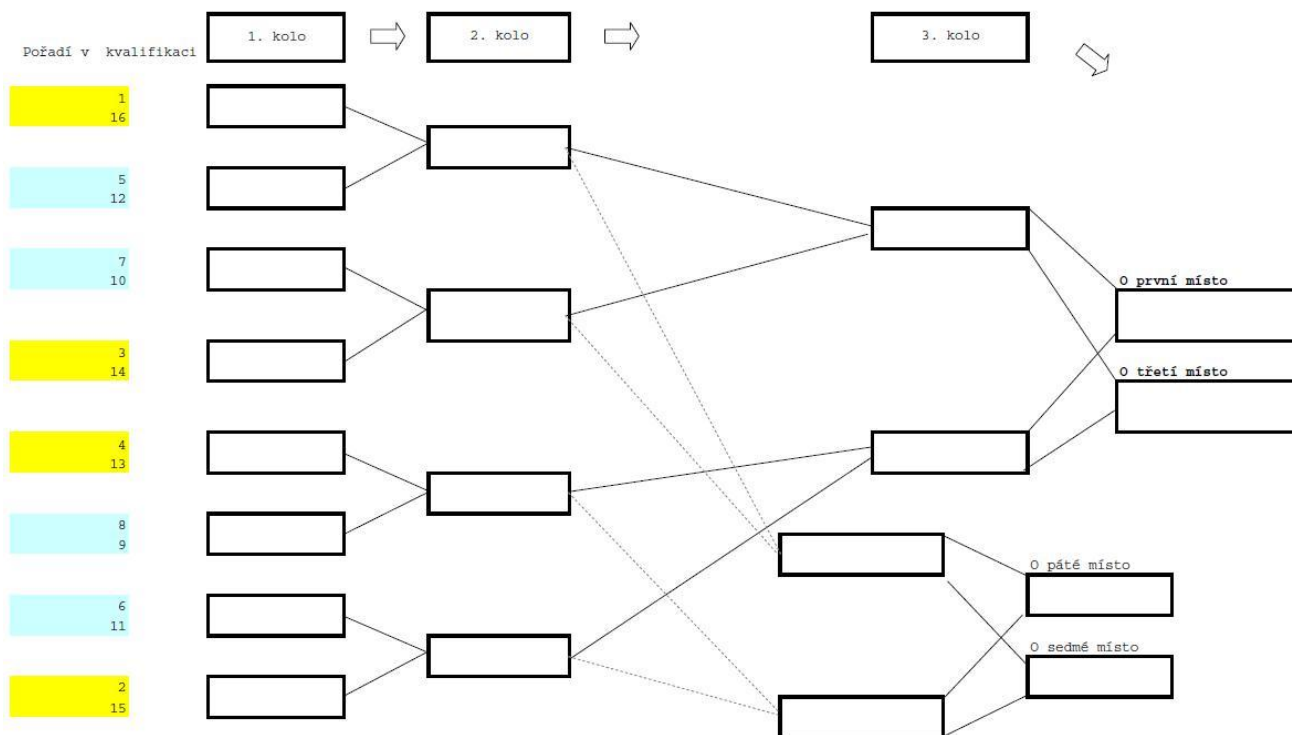 Pořadí v kvalifikaci
1. kolo
2. kolo
3. kolo
1
16
5
12
7
10
3
14
4
13
8
9
6
11
2
15
O první místo
O třetí místo
O páté místo
O sedmé místo